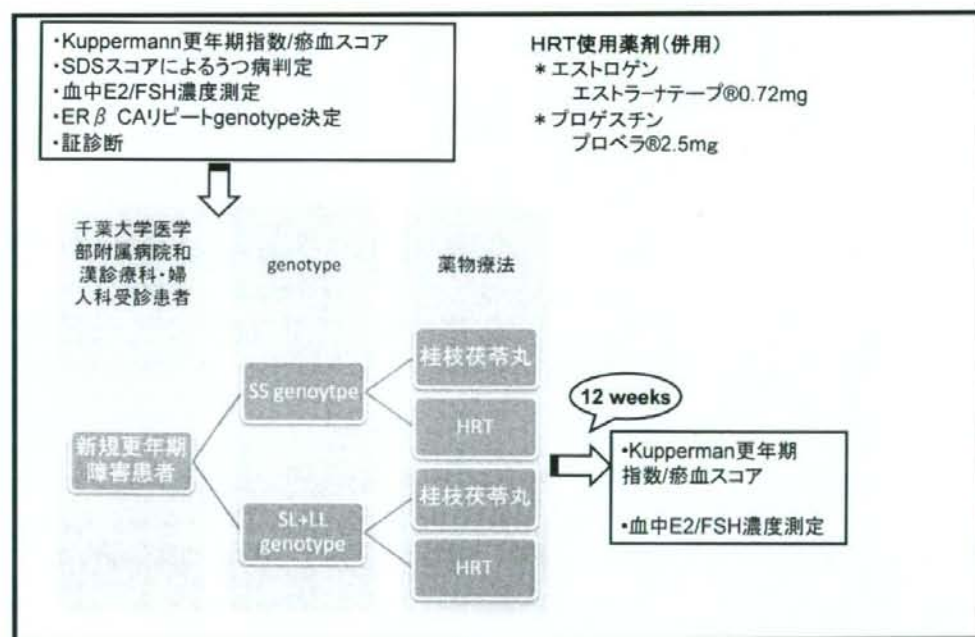 ・Kuppermann更年期指数/瘀血スコア
・SDSスコアによるうつ病判定
・血中E2/FSH濃度測定
・ERβ CAリピートgenotype決定
・証診断
HRT使用薬剤(併用)
＊エストロゲン
エストラーナテープ®0.72mg
＊プロゲスチン
プロベラ®2.5mg
千葉大学医学
部附属病院和
漢診療科・婦
人科受診患者
genotype
薬物療法
新規更年期
障害患者
SS genoytpe
SL+LL
genotype
桂枝茯苓丸
HRT
桂枝茯苓丸
HRT
12 weeks
・Kupperman更年期
指数/瘀血スコア
・血中E2/FSH濃度測定